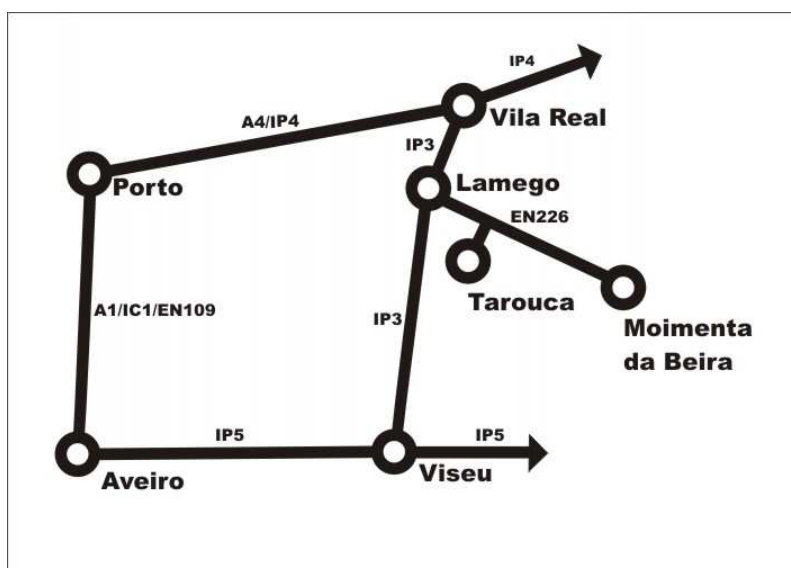 IP4
A4/IP4
Vila Real
IP3
Porto
Lamego
EN226
Tarouca
A1/IC1/EN109
IP3
Moimenta
da Beira
IP5
IP5
Aveiro
Viseu